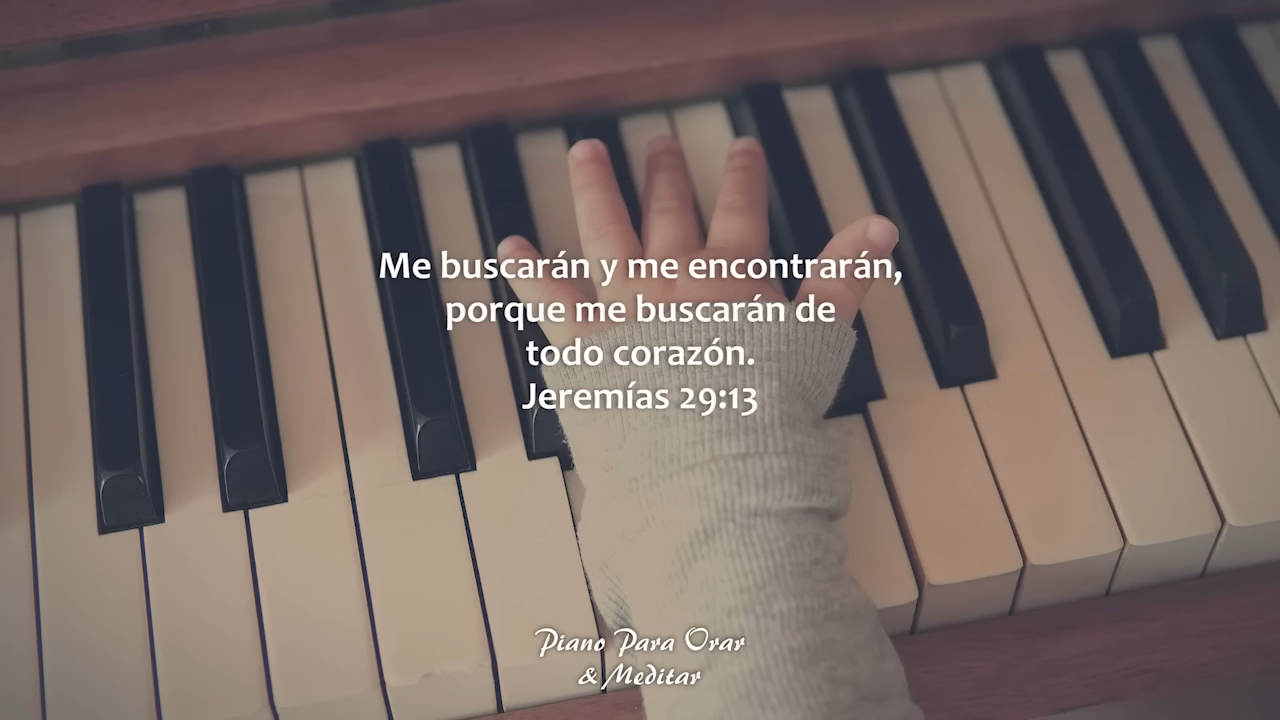 Me buscarán y me encontrarán,
porque me buscarán de
todo corazón.
Jeremías 29:13
Piano Para Orar
& Meditar